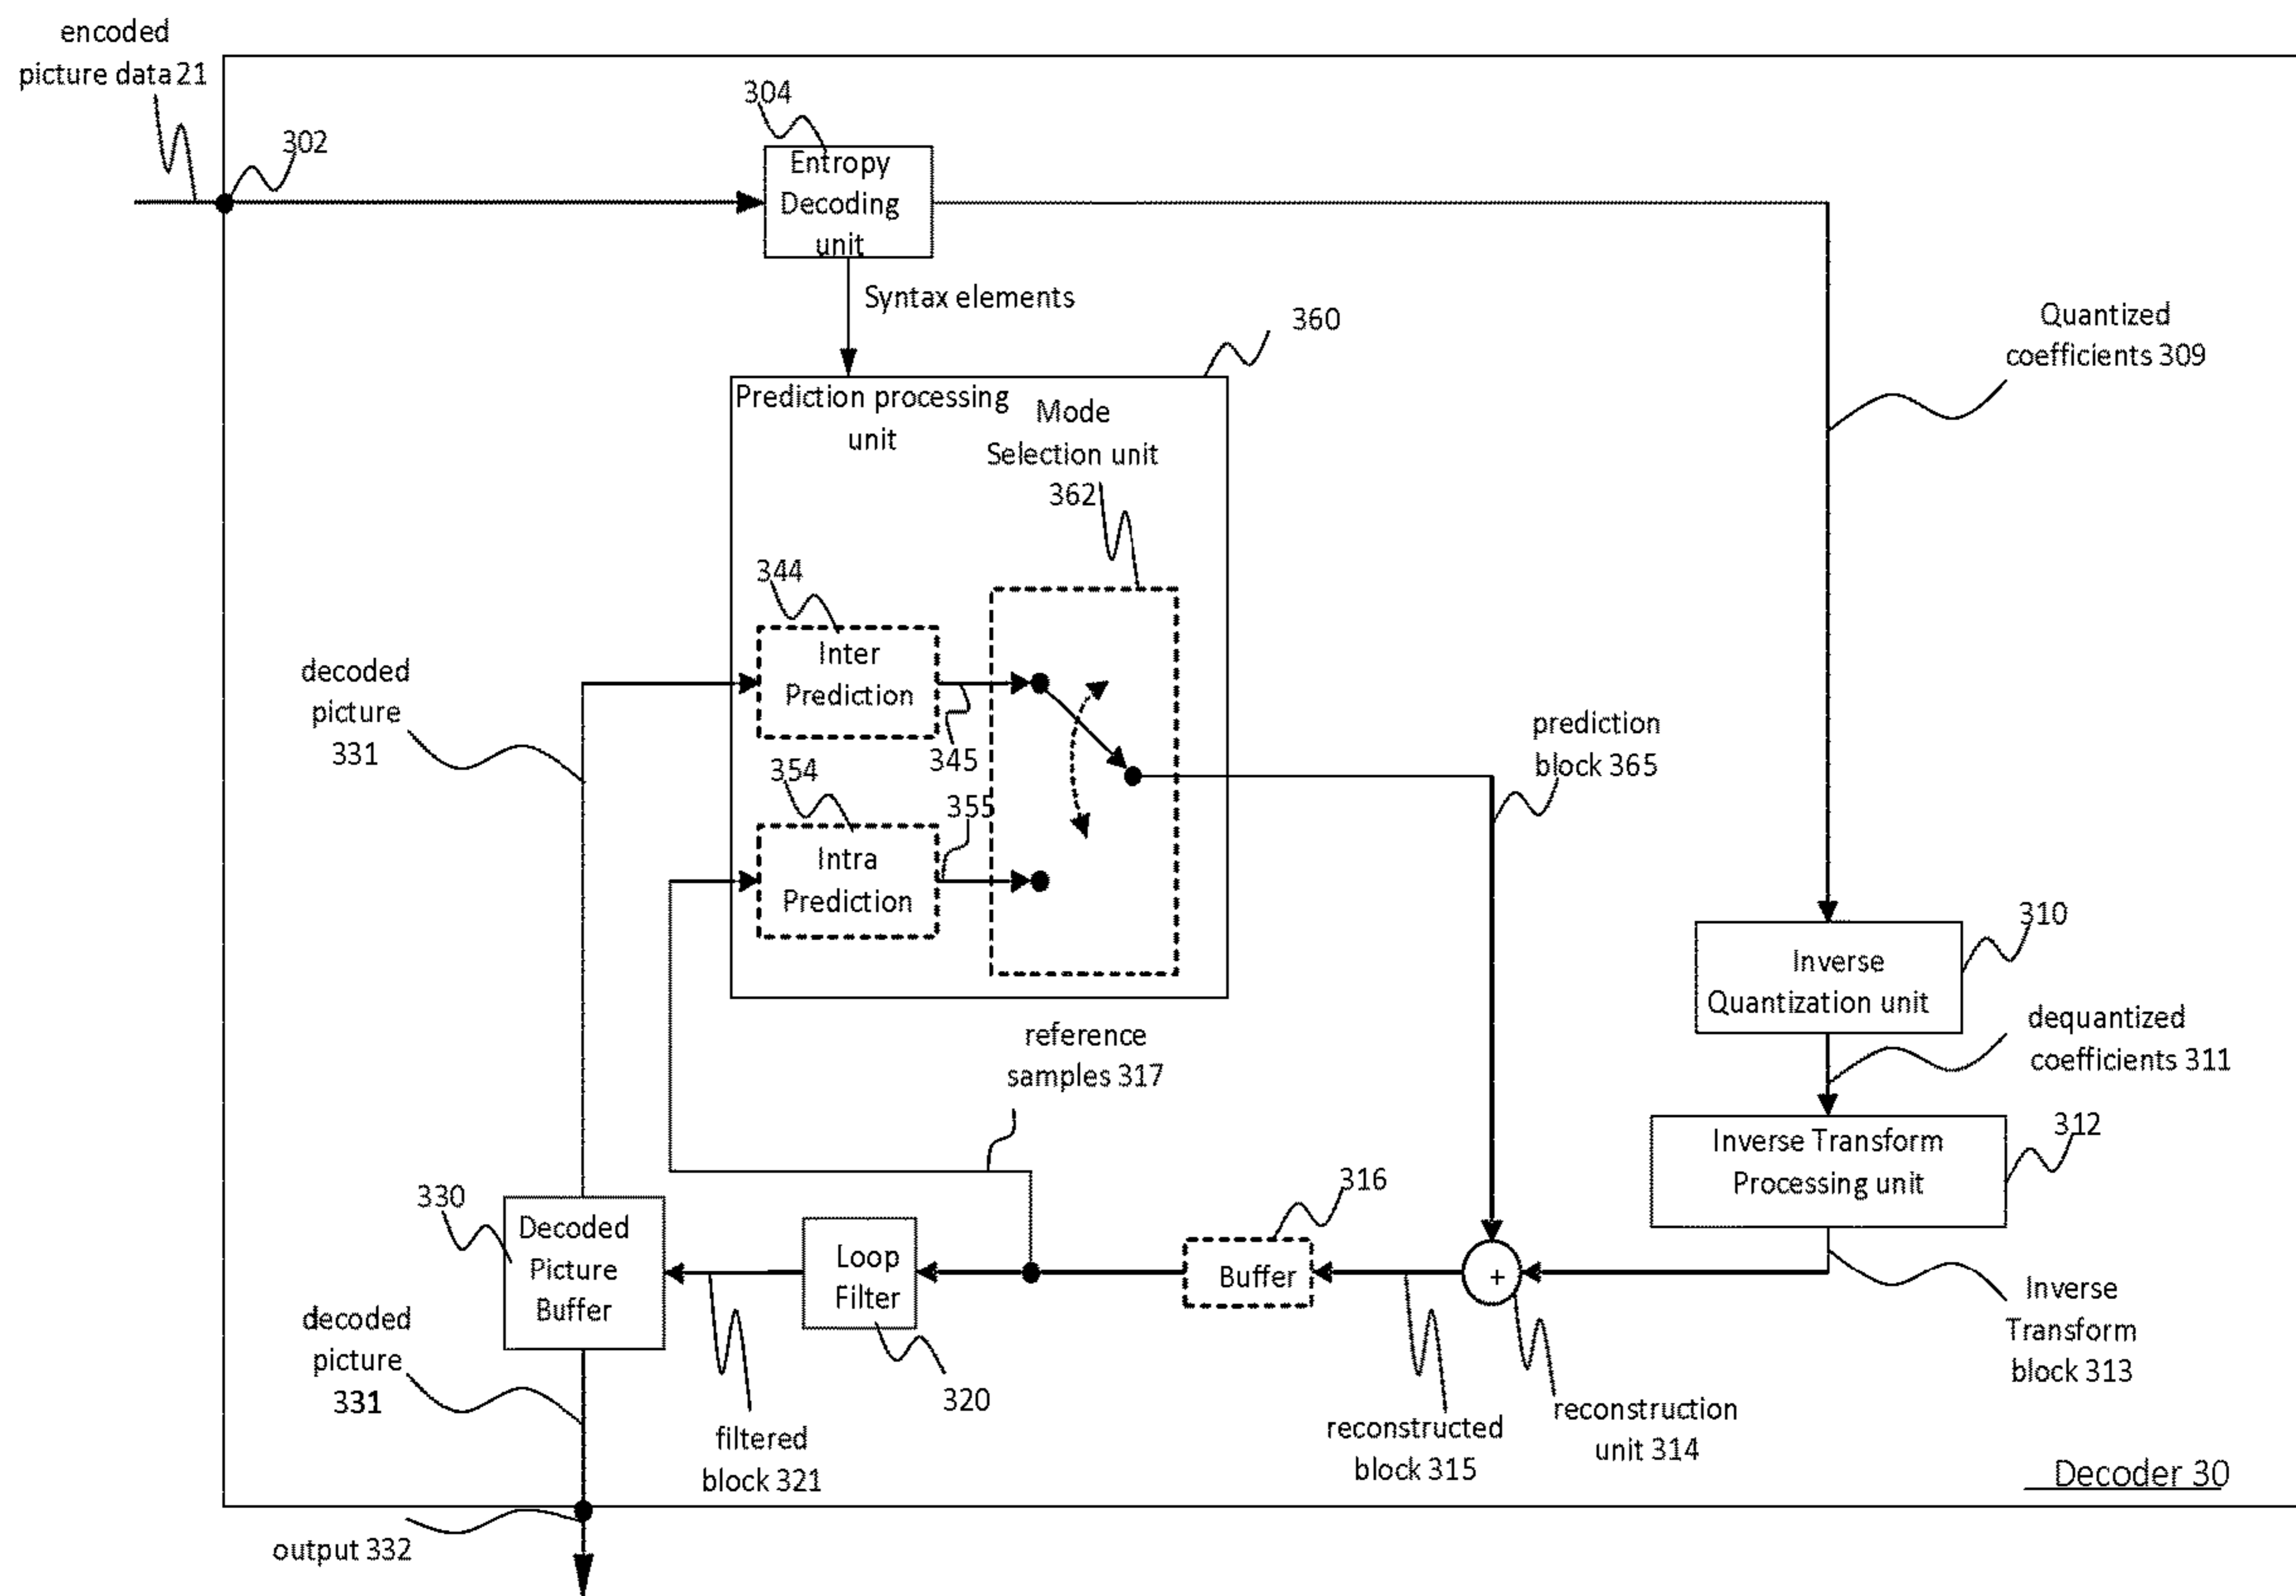 encoded
picture data 21
302
304
Entropy
Decoding
unit
Syntax elements
360
Quantized
coefficients 309
Prediction processing
unit
Mode
Selection unit
362
344
Inter
Prediction
345
decoded
picture
331
354
355
Intra
Prediction
prediction
block 365
310
Inverse
Quantization unit
dequantized
coefficients 311
reference
samples 317
312
Inverse Transform
Processing unit
316
330
Decoded
Picture
Buffer
Loop
Filter
Buffer
+
Inverse
Transform
block 313
decoded
picture
331
320
filtered
block 321
reconstructed
block 315
reconstruction
unit 314
Decoder 30
output 332